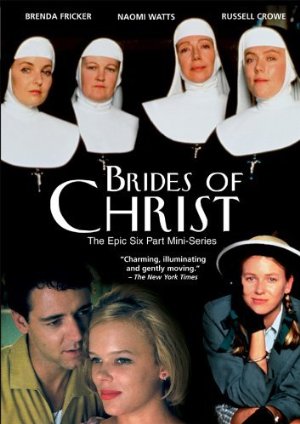 BRENDA FRICKER NAOMI WATTS RUSSELL CROWE
BRIDES OF
CHRIST
The Epic Six Part Mini-Series
"Charming, illuminating
and gently moving."
– The New York Times